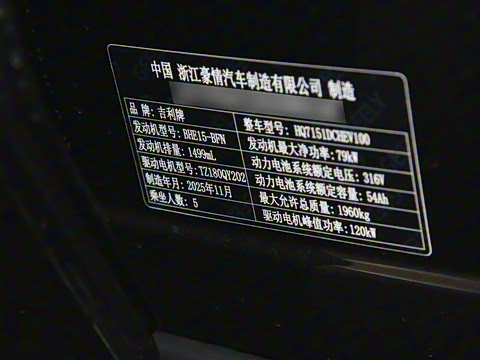 中国 浙江豪情汽车制造有限公司 制造
品 牌：吉利牌
整车型号：HQ7151DCHEV100
发动机型号：BHE15-BFN
发动机最大净功率：79kW
发动机排量：1499mL
动力电池系统额定电压：316V
驱动电机型号：TZ180QY202
动力电池系统额定容量：54Ah
制造年月：2025年11月
最大允许总质量：1960kg
乘坐人数：5
驱动电机峰值功率：120kW